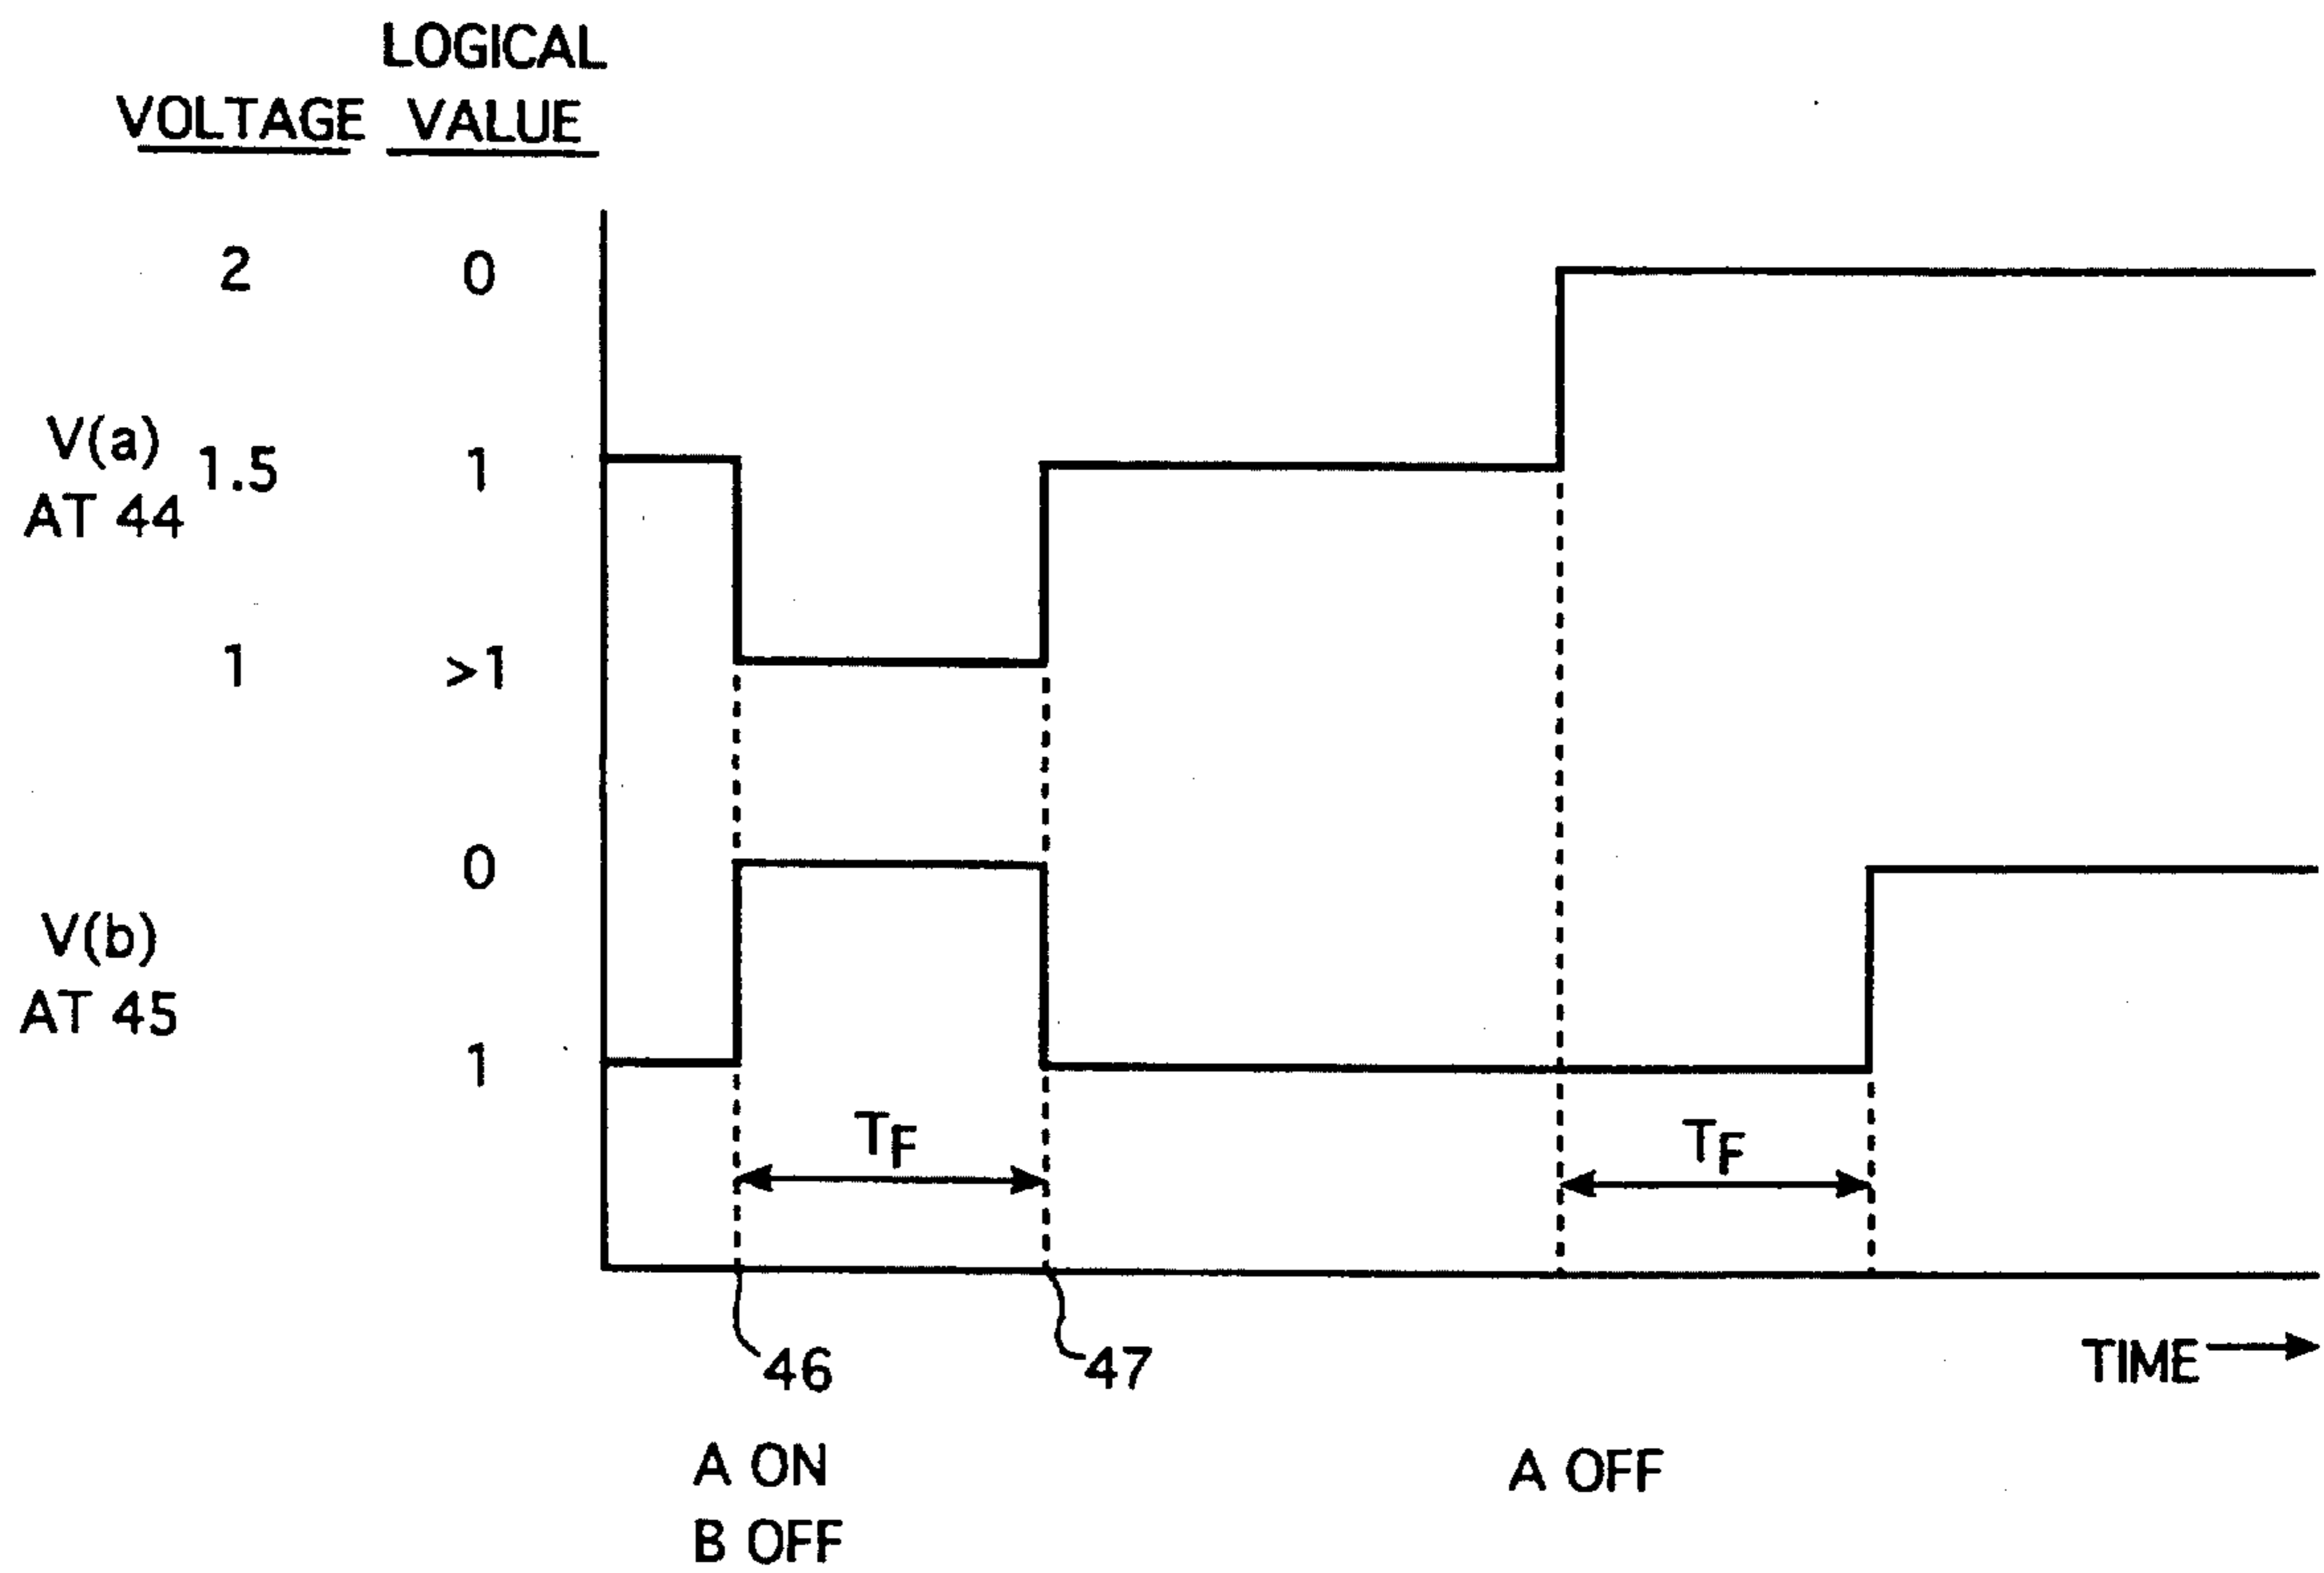 LOGICAL
VOLTAGE VALUE
2 0
V(a) 1.5 1
AT 44
1 >1
0
V(b)
AT 45
1
TF TF
46 47
TIME
A ON A OFF
B OFF